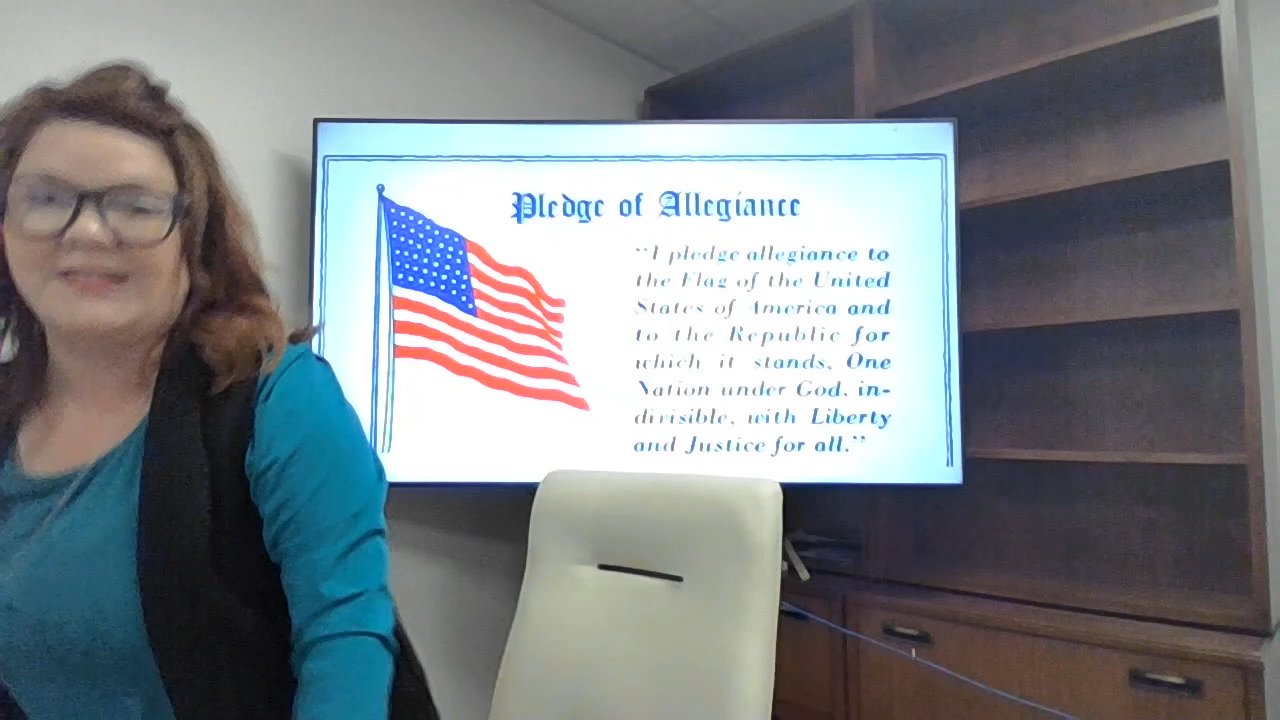 Pledge of Allegiance
"I pledge allegiance to
the Flag of the United
States of America and
to the Republic for
which it stands, One
Nation under God, in-
divisible, with Liberty
and Justice for all."